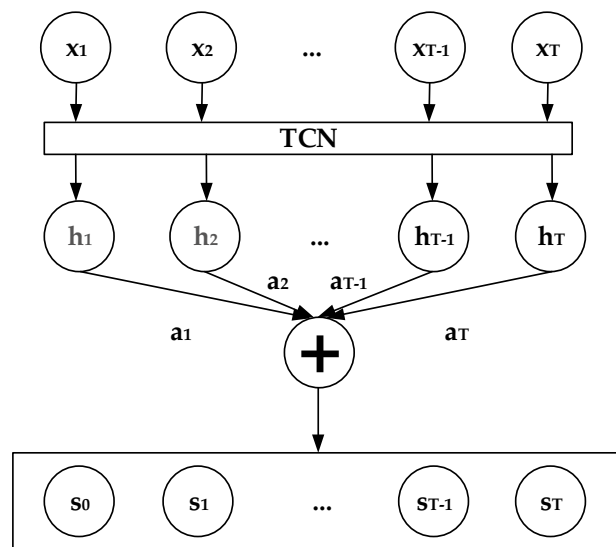 x1 x2 ... xT-1 xT
TCN
h1 h2 ... hT-1 hT
a2 aT-1
a1 aT
+
s0 s1 ... sT-1 sT